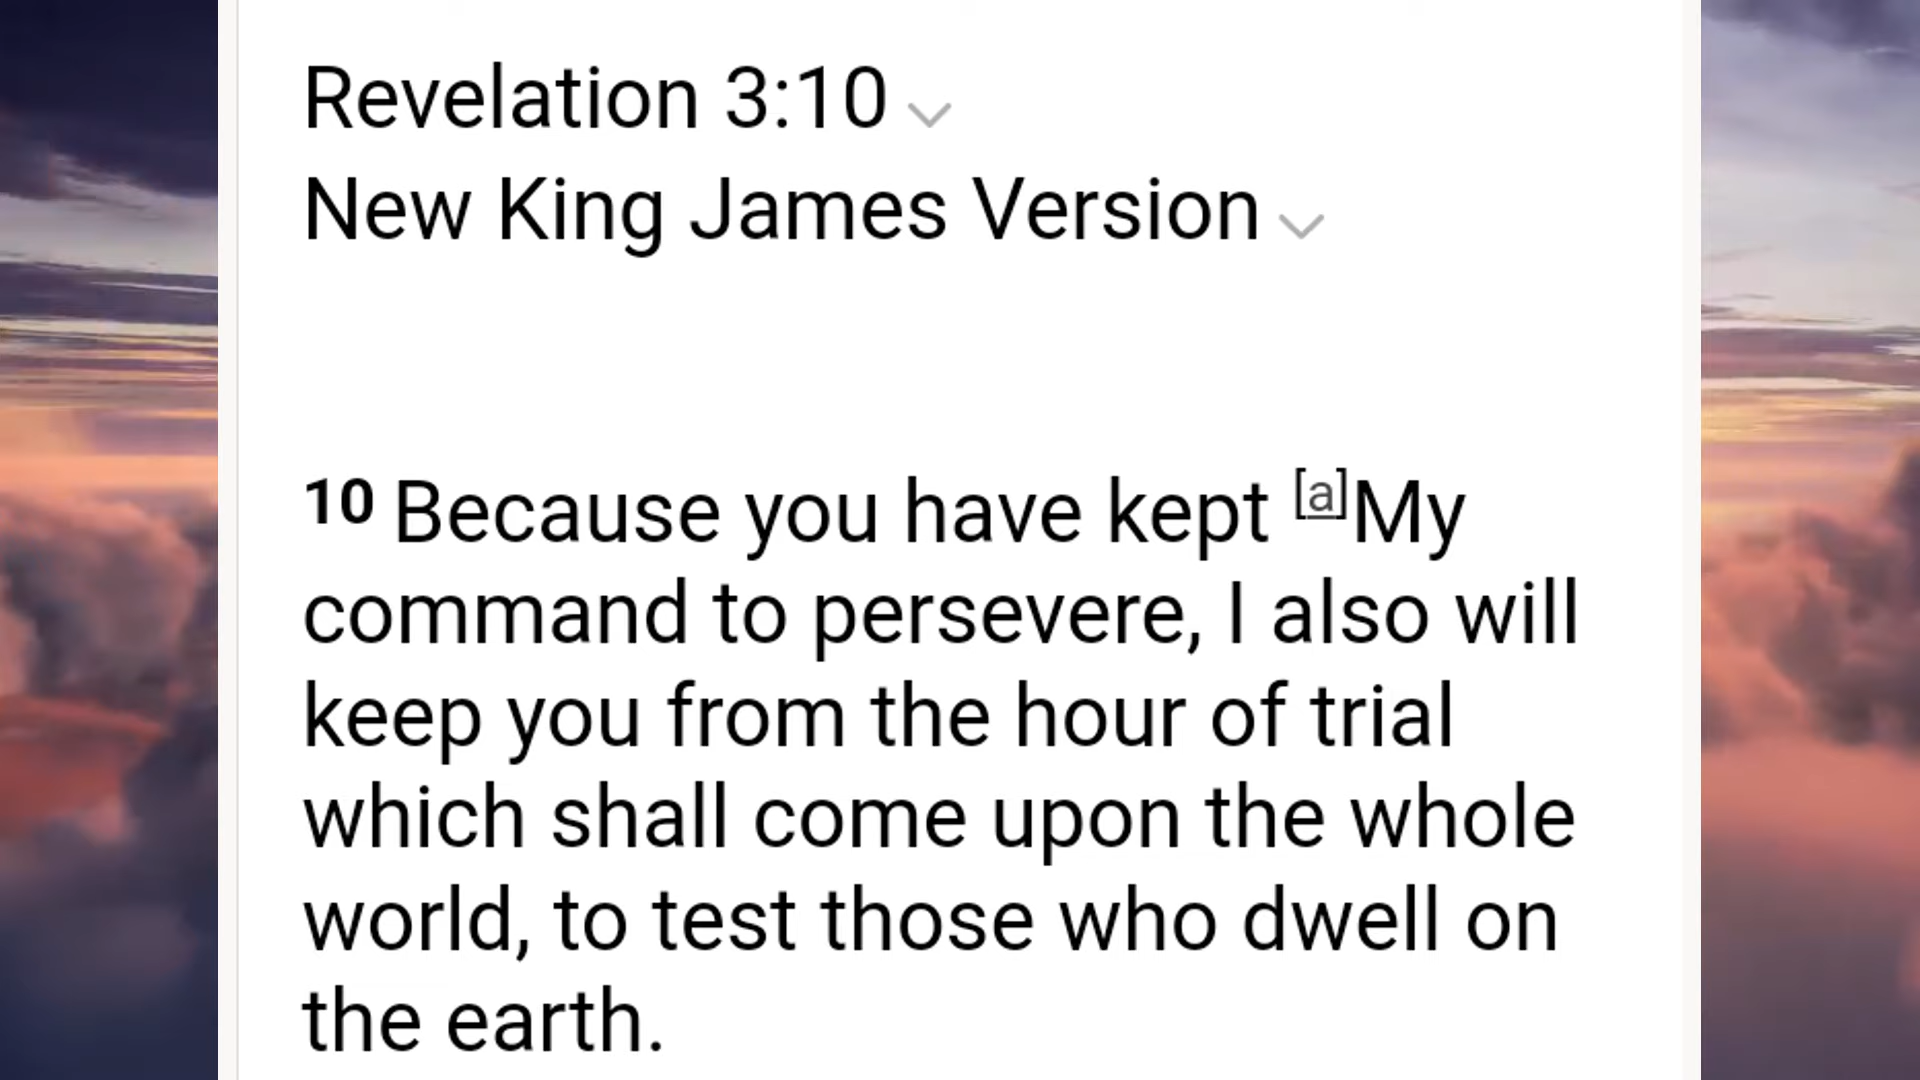 Revelation 3:10
New King James Version
10 Because you have kept [a]My
command to persevere, I also will
keep you from the hour of trial
which shall come upon the whole
world, to test those who dwell on
the earth.